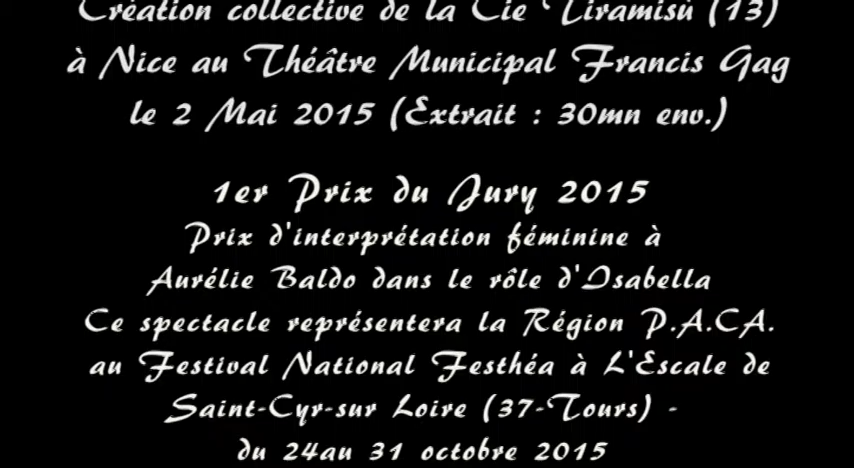 Création collective de la Cie Tiramisù (13)
à Nice au Théâtre Municipal Francis Gag
le 2 Mai 2015 (Extrait : 30mn env.)
1er Prix du Jury 2015
Prix d'interprétation féminine à
Aurélie Baldo dans le rôle d'Isabella
Ce spectacle représentera la Région P.A.CA.
au Festival National Festhéa à L'Escale de
Saint-Cyr-sur Loire (37-Tours) -
du 24au 31 octobre 2015